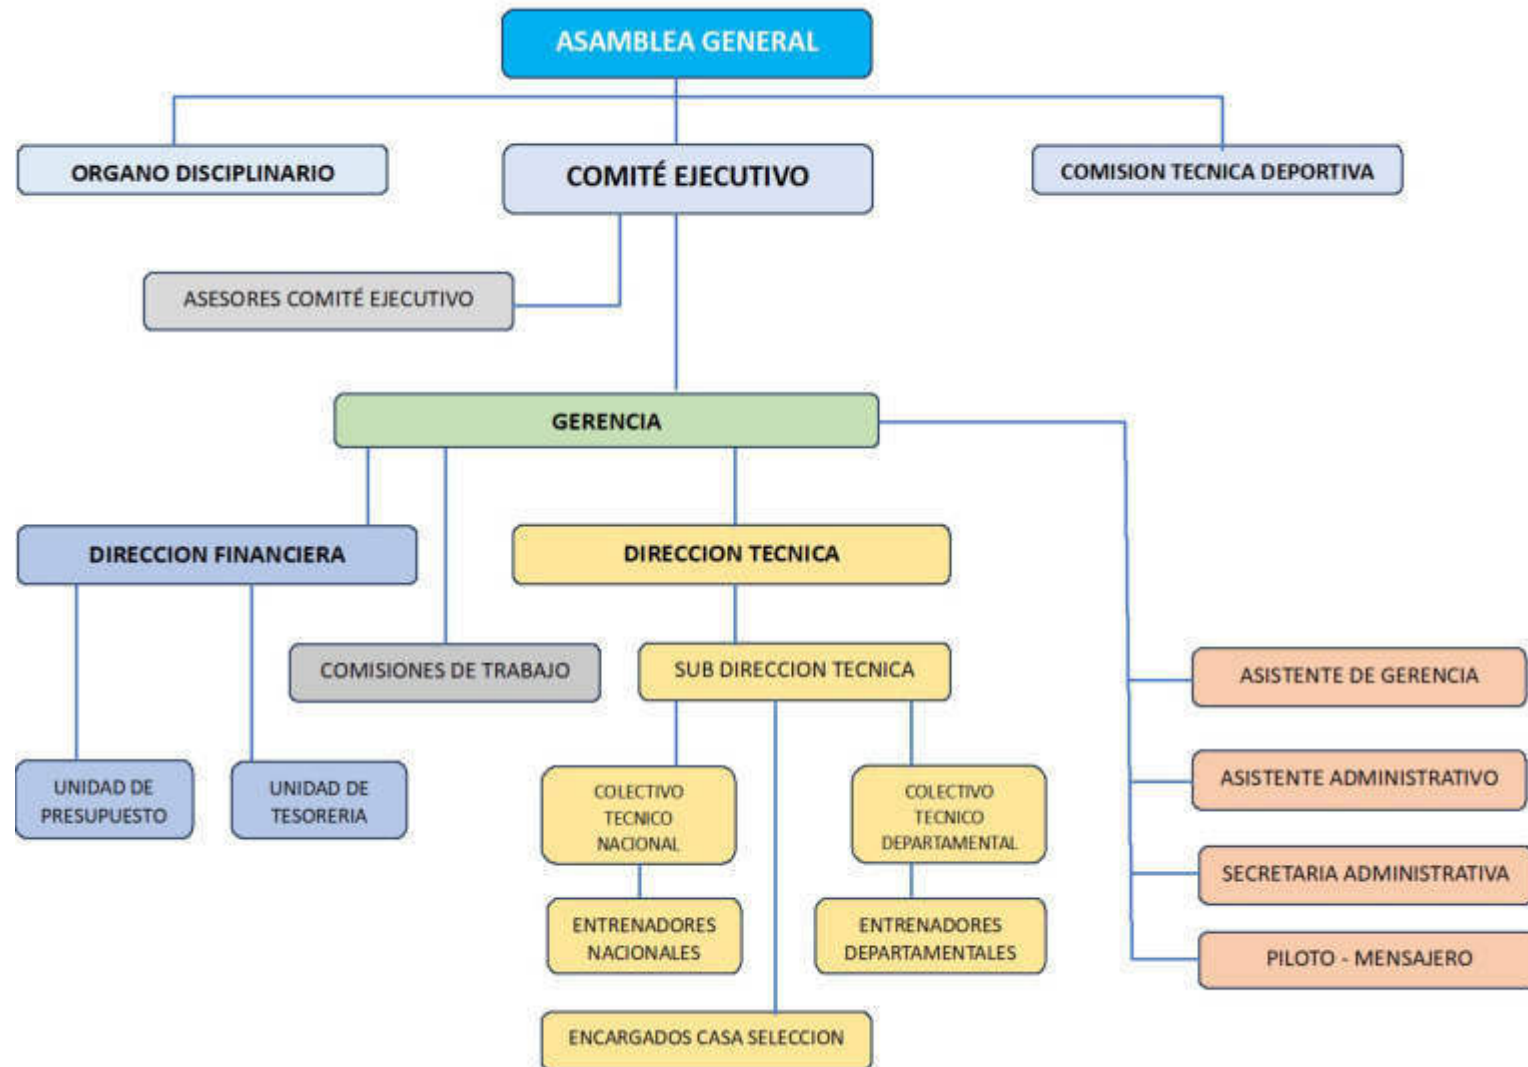 ASAMBLEA GENERAL
ORGANO DISCIPLINARIO
COMITÉ EJECUTIVO
COMISION TECNICA DEPORTIVA
ASESORES COMITÉ EJECUTIVO
GERENCIA
DIRECCION FINANCIERA
DIRECCION TECNICA
COMISIONES DE TRABAJO
SUB DIRECCION TECNICA
ASISTENTE DE GERENCIA
UNIDAD DE
PRESUPUESTO
UNIDAD DE
TESORERIA
COLECTIVO
TECNICO
NACIONAL
COLECTIVO
TECNICO
DEPARTAMENTAL
ASISTENTE ADMINISTRATIVO
SECRETARIA ADMINISTRATIVA
ENTRENADORES
NACIONALES
ENTRENADORES
DEPARTAMENTALES
PILOTO - MENSAJERO
ENCARGADOS CASA SELECCION